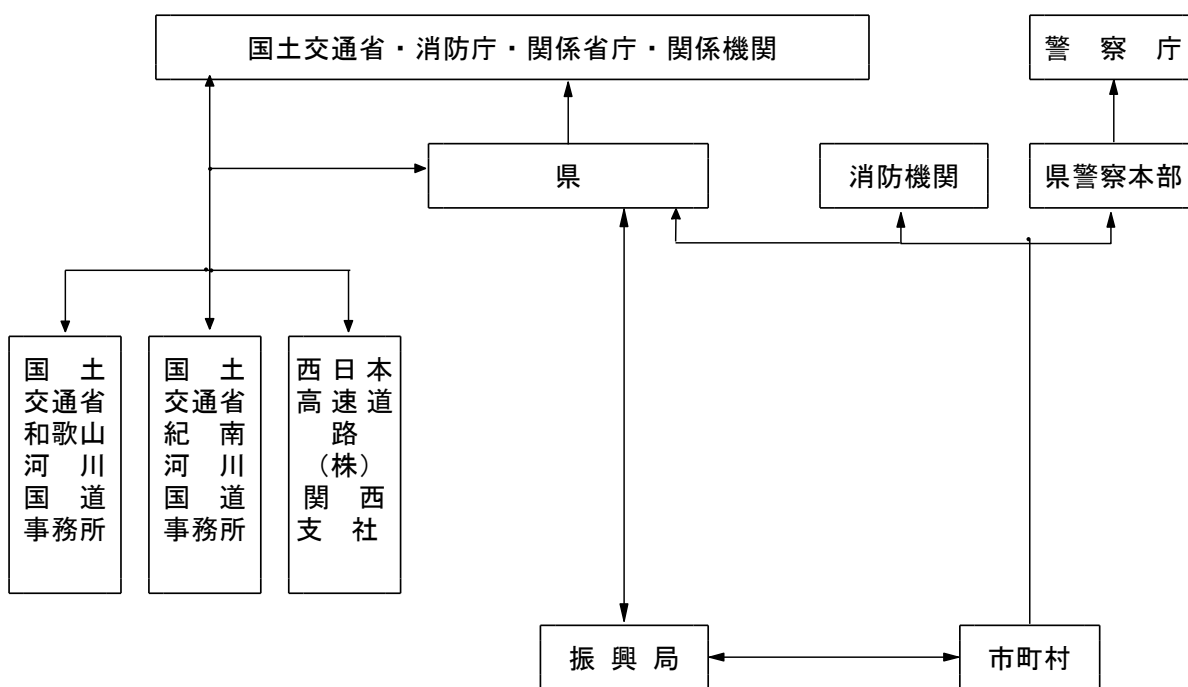 国土交通省・消防庁・関係省庁・関係機関
警察庁
県
消防機関
県警察本部
国土
交通省
和歌山
河川
国道
事務所
国土
交通省
紀南
河川
国道
事務所
西日本
高速道
路
（株）
関西
支社
振興局
市町村